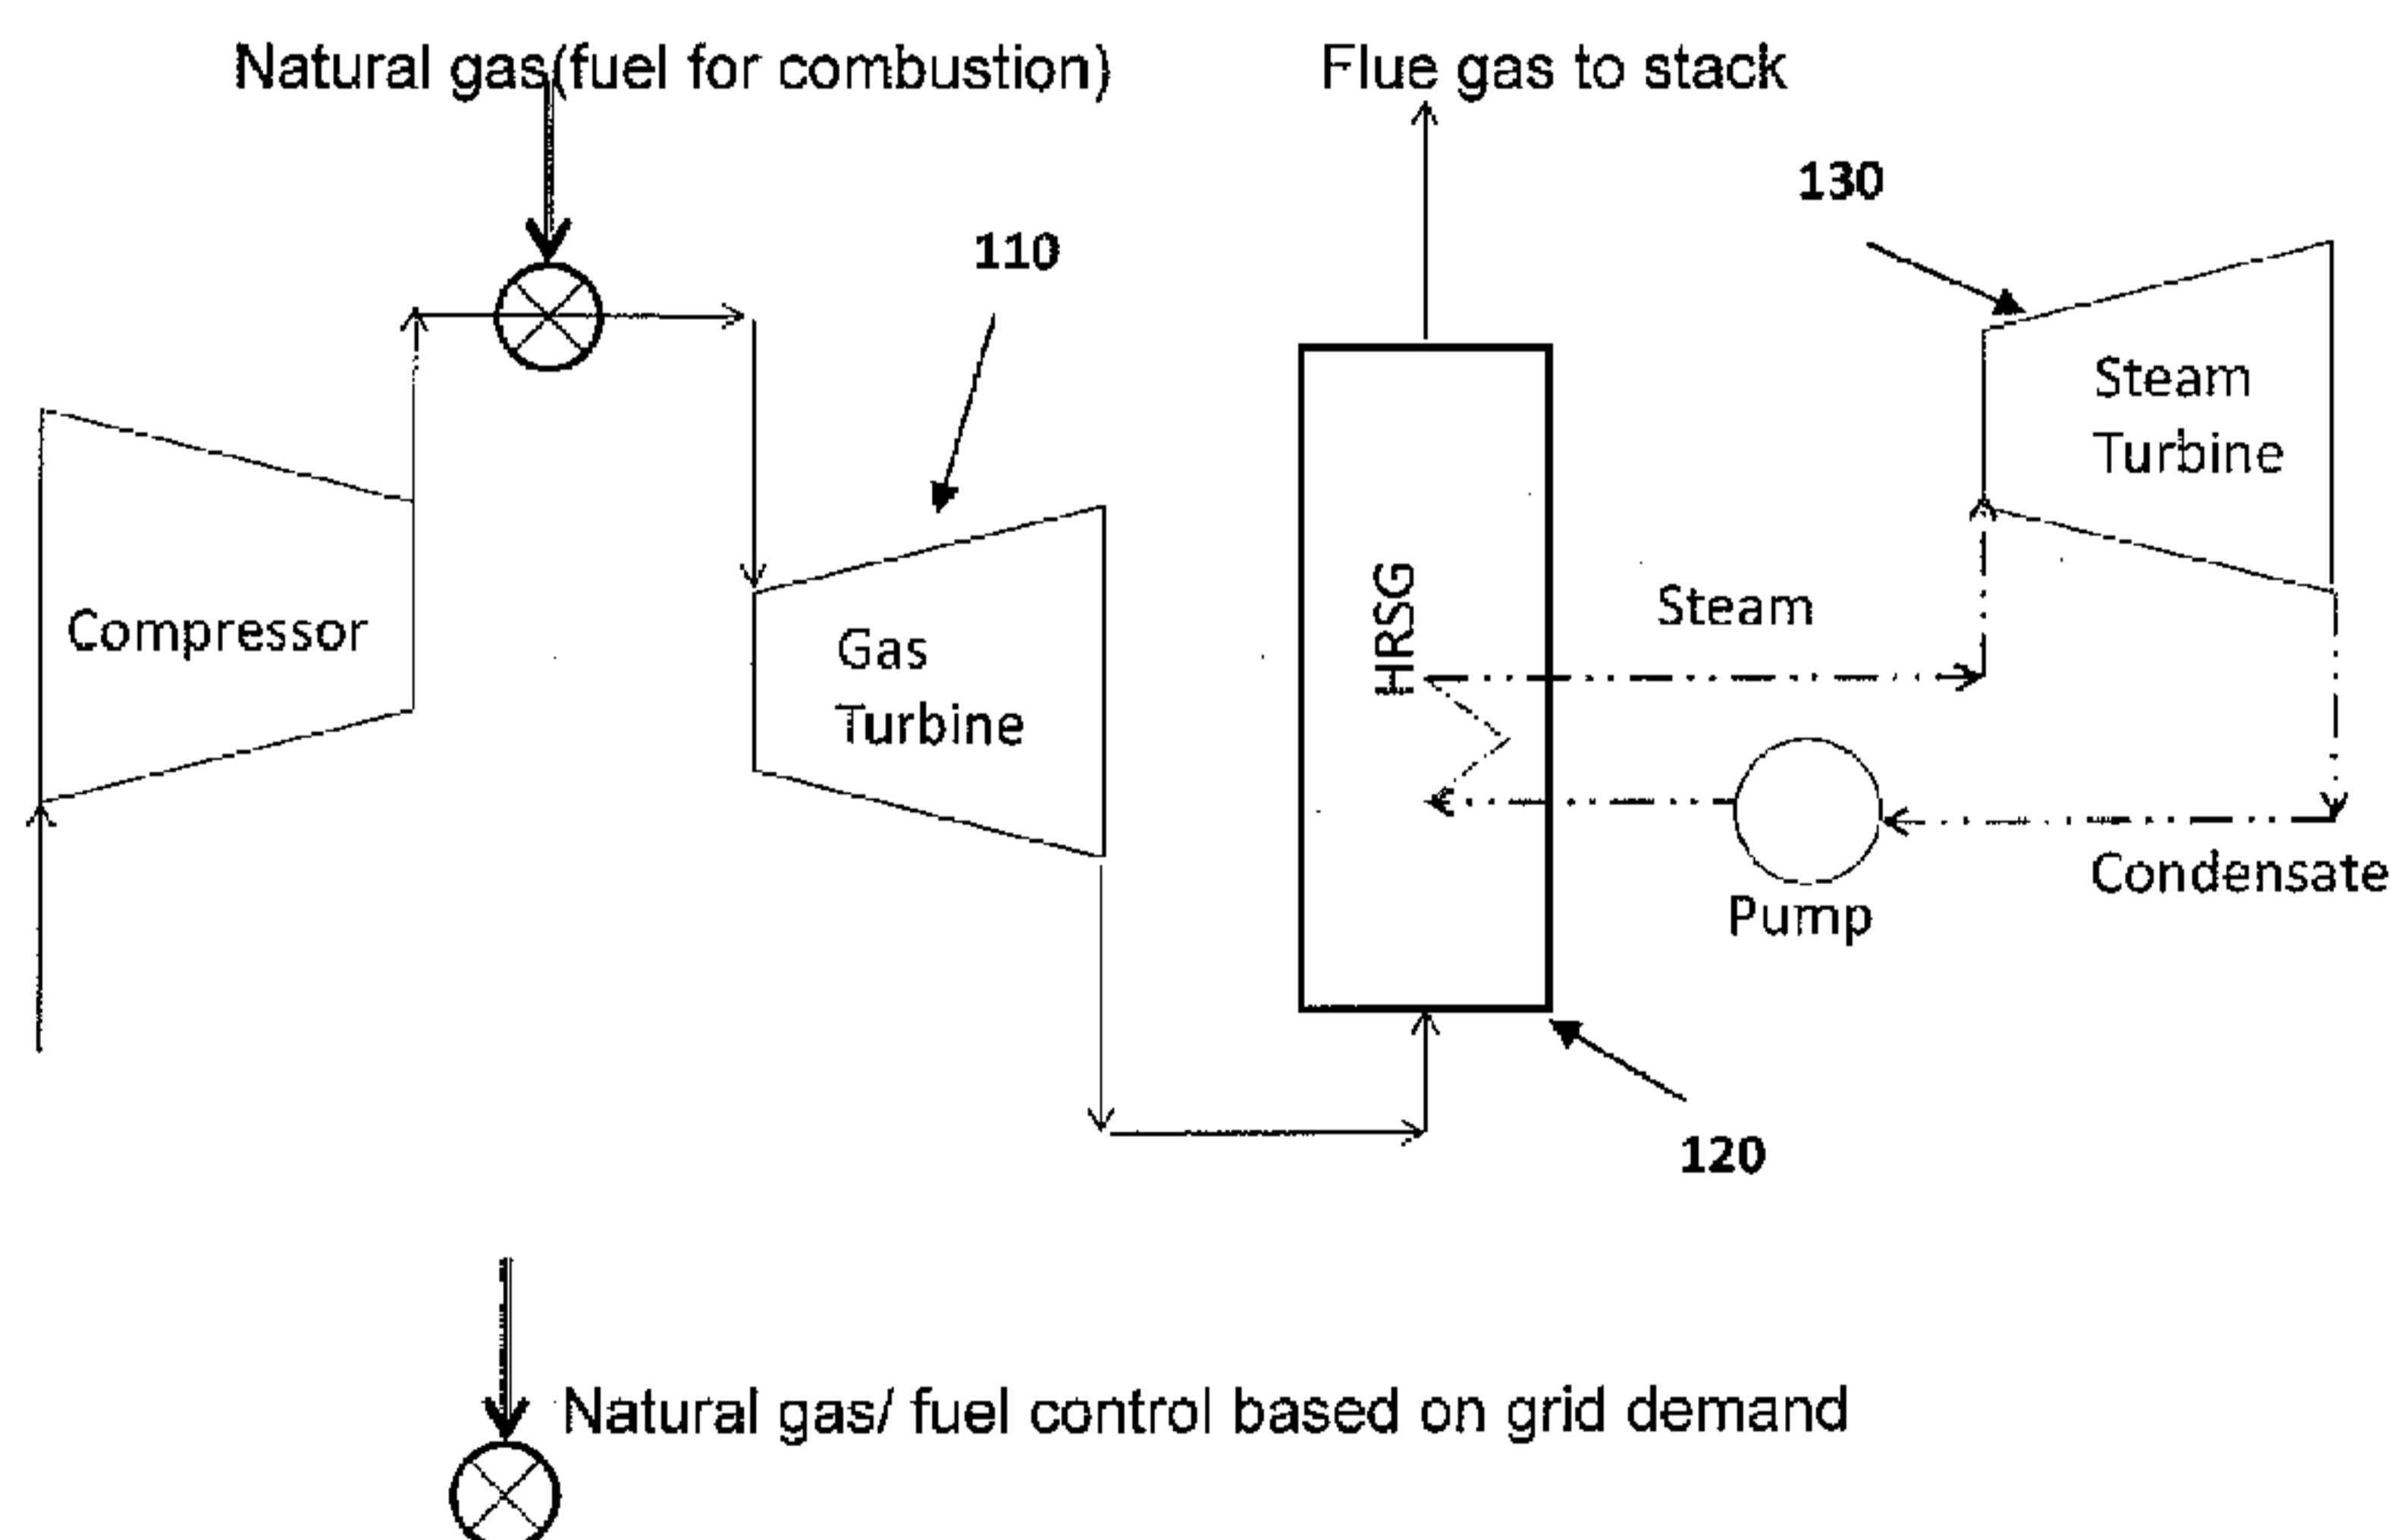 Natural gas(fuel for combustion)
Flue gas to stack
130
110
Steam
Turbine
Compressor
Gas
Turbine
HRSG
Steam
Pump
Condensate
120
Natural gas/ fuel control based on grid demand